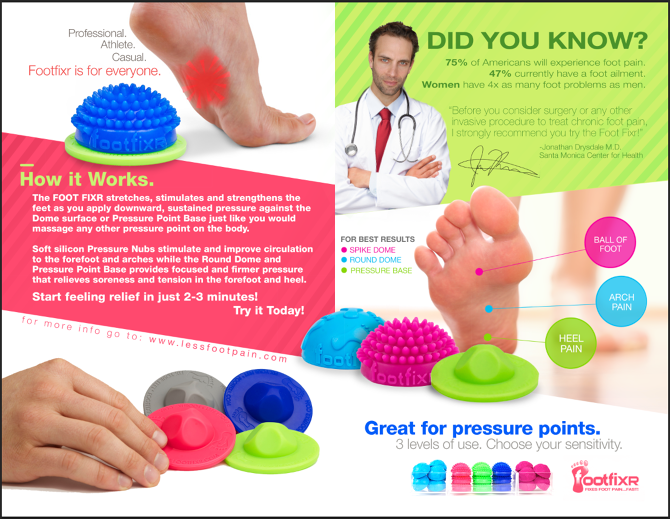 Professional.
Athlete.
Casual.
Footfixr is for everyone.
footfixR
How it Works.
The FOOT FIXR stretches, stimulates and strengthens the
feet as you apply downward, sustained pressure against the
Dome surface or Pressure Point Base just like you would
massage any other pressure point on the body.
Soft silicon Pressure Nubs stimulate and improve circulation
to the forefoot and arches while the Round Dome and
Pressure Point Base provides focused and firmer pressure
that relieves soreness and tension in the forefoot and heel.
Start feeling relief in just 2-3 minutes!
Try it Today!
for more info go to: www.lessfootpain.com
DID YOU KNOW?
75% of Americans will experience foot pain.
47% currently have a foot ailment.
Women have 4x as many foot problems as men.
"Before you consider surgery or any other
invasive procedure to treat chronic foot pain,
I strongly recommend you try the Foot Fix!"
-Jonathan Drysdale M.D.
Santa Monica Center for Health
FOR BEST RESULTS
SPIKE DOME
ROUND DOME
PRESSURE BASE
BALL OF
FOOT
ARCH
PAIN
HEEL
PAIN
footfixR
Great for pressure points.
3 levels of use. Choose your sensitivity.
footfixR
FIXES FOOT PAIN...FAST!